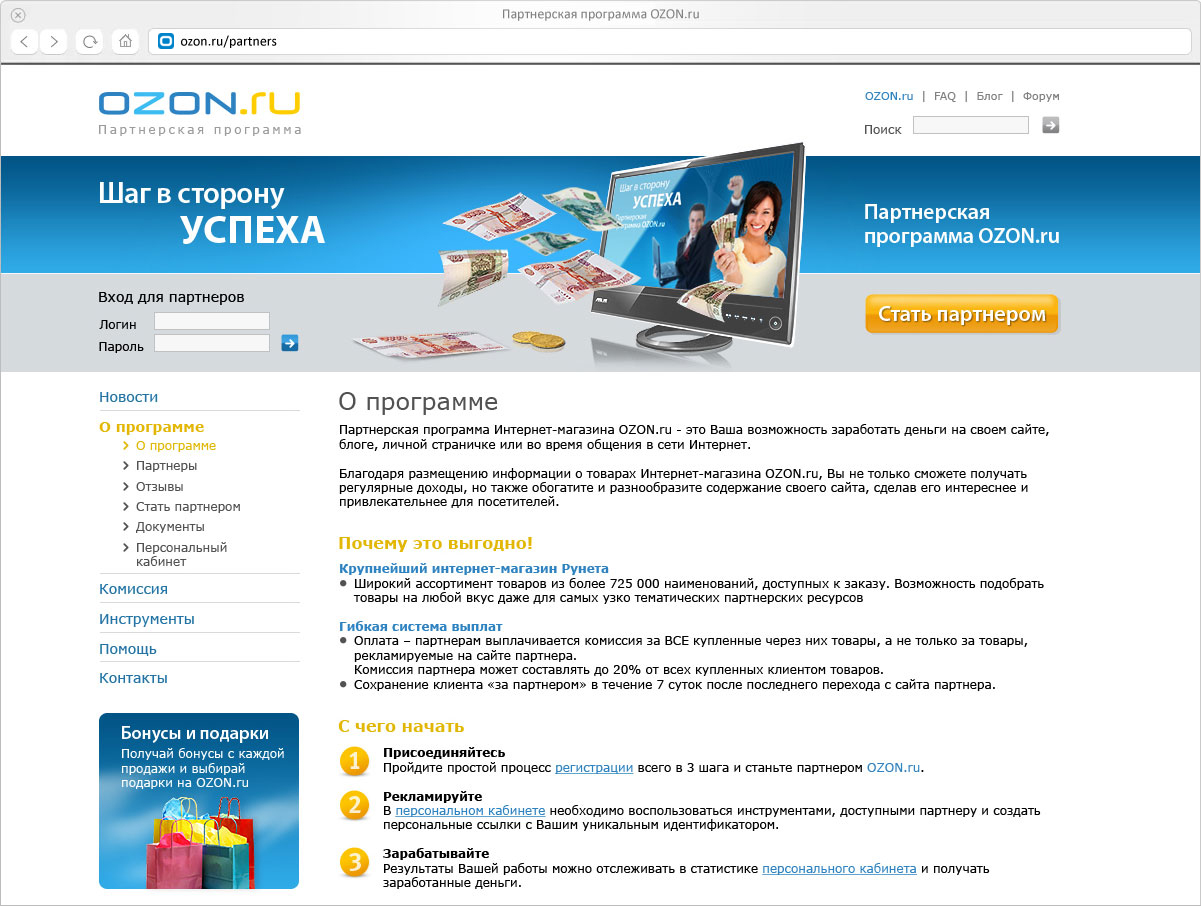 Партнерская программа OZON.ru
ozon.ru/partners
OZON.ru
Партнерская программа
OZON.ru | FAQ | Блог | Форум
Поиск
Шаг в сторону
УСПЕХА
Шаг в сторону
УСПЕХА
Партнерская
программа OZON.ru
Партнерская
программа OZON.ru
Вход для партнеров
Логин
Пароль
ASUS
Стать партнером
Новости
О программе
О программе
Партнеры
Отзывы
Стать партнером
Документы
Персональный
кабинет
Комиссия
Инструменты
Помощь
Контакты
Бонусы и подарки
Получай бонусы с каждой
продажи и выбирай
подарки на OZON.ru
О программе
Партнерская программа Интернет-магазина OZON.ru - это Ваша возможность заработать деньги на своем сайте,
блоге, личной страничке или во время общения в сети Интернет.
Благодаря размещению информации о товарах Интернет-магазина OZON.ru, Вы не только сможете получать
регулярные доходы, но также обогатите и разнообразите содержание своего сайта, сделав его интереснее и
привлекательнее для посетителей.
Почему это выгодно!
Крупнейший интернет-магазин Рунета
Широкий ассортимент товаров из более 725 000 наименований, доступных к заказу. Возможность подобрать
товары на любой вкус даже для самых узко тематических партнерских ресурсов
Гибкая система выплат
Оплата – партнерам выплачивается комиссия за ВСЕ купленные через них товары, а не только за товары,
рекламируемые на сайте партнера.
Комиссия партнера может составлять до 20% от всех купленных клиентом товаров.
Сохранение клиента «за партнером» в течение 7 суток после последнего перехода с сайта партнера.
С чего начать
1 Присоединяйтесь
Пройдите простой процесс регистрации всего в 3 шага и станьте партнером OZON.ru.
2 Рекламируйте
В персональном кабинете необходимо воспользоваться инструментами, доступными партнеру и создать
персональные ссылки с Вашим уникальным идентификатором.
3 Зарабатывайте
Результаты Вашей работы можно отслеживать в статистике персонального кабинета и получать
заработанные деньги.